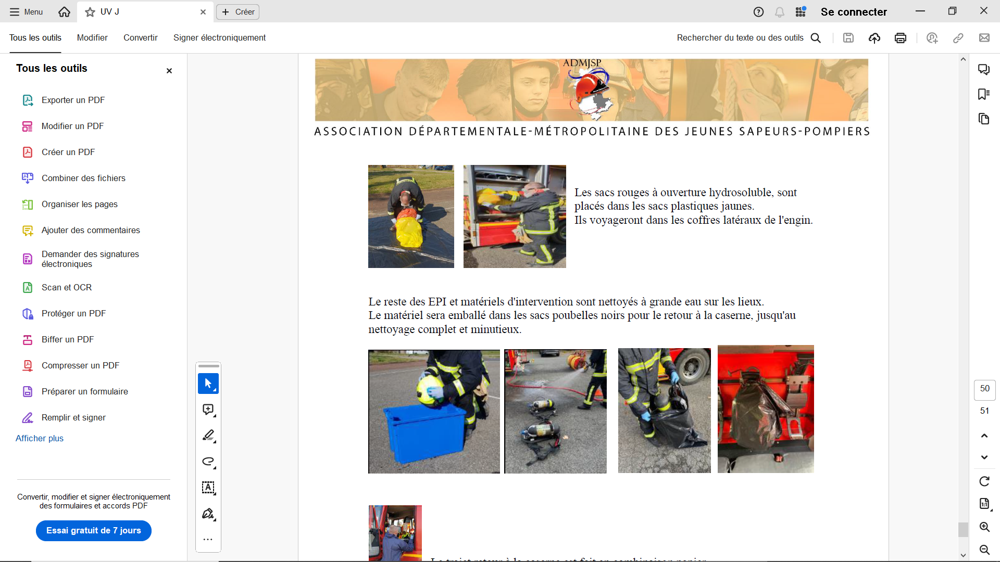 Menu
UV J
Créer
Se connecter
Tous les outils
Modifier
Convertir
Signer électroniquement
Rechercher du texte ou des outils
Tous les outils
Exporter un PDF
Modifier un PDF
Créer un PDF
Combiner des fichiers
Organiser les pages
Ajouter des commentaires
Demander des signatures
électroniques
Scan et OCR
Protéger un PDF
Biffer un PDF
Compresser un PDF
Préparer un formulaire
Remplir et signer
Afficher plus
Convertir, modifier et signer électroniquement
des formulaires et accords PDF
Essai gratuit de 7 jours
ADMJSP
ASSOCIATION DÉPARTEMENTALE-MÉTROPOLITAINE DES JEUNES SAPEURS-POMPIERS
Les sacs rouges à ouverture hydrosoluble, sont
placés dans les sacs plastiques jaunes.
Ils voyageront dans les coffres latéraux de l'engin.
Le reste des EPI et matériels d'intervention sont nettoyés à grande eau sur les lieux.
Le matériel sera emballé dans les sacs poubelles noirs pour le retour à la caserne, jusqu'au
nettoyage complet et minutieux.
50
51